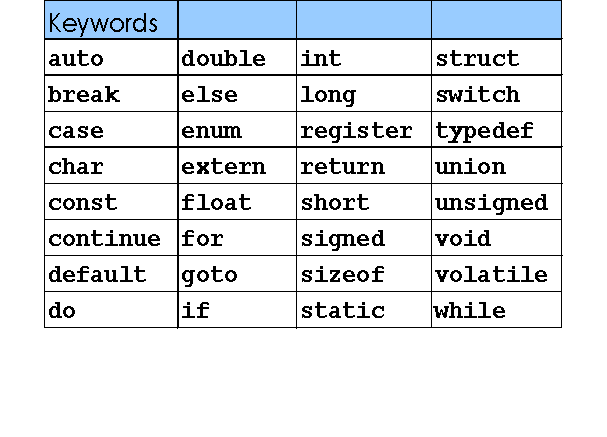 Keywords
auto double int struct
break else long switch
case enum register typedef
char extern return union
const float short unsigned
continue for signed void
default goto sizeof volatile
do if static while